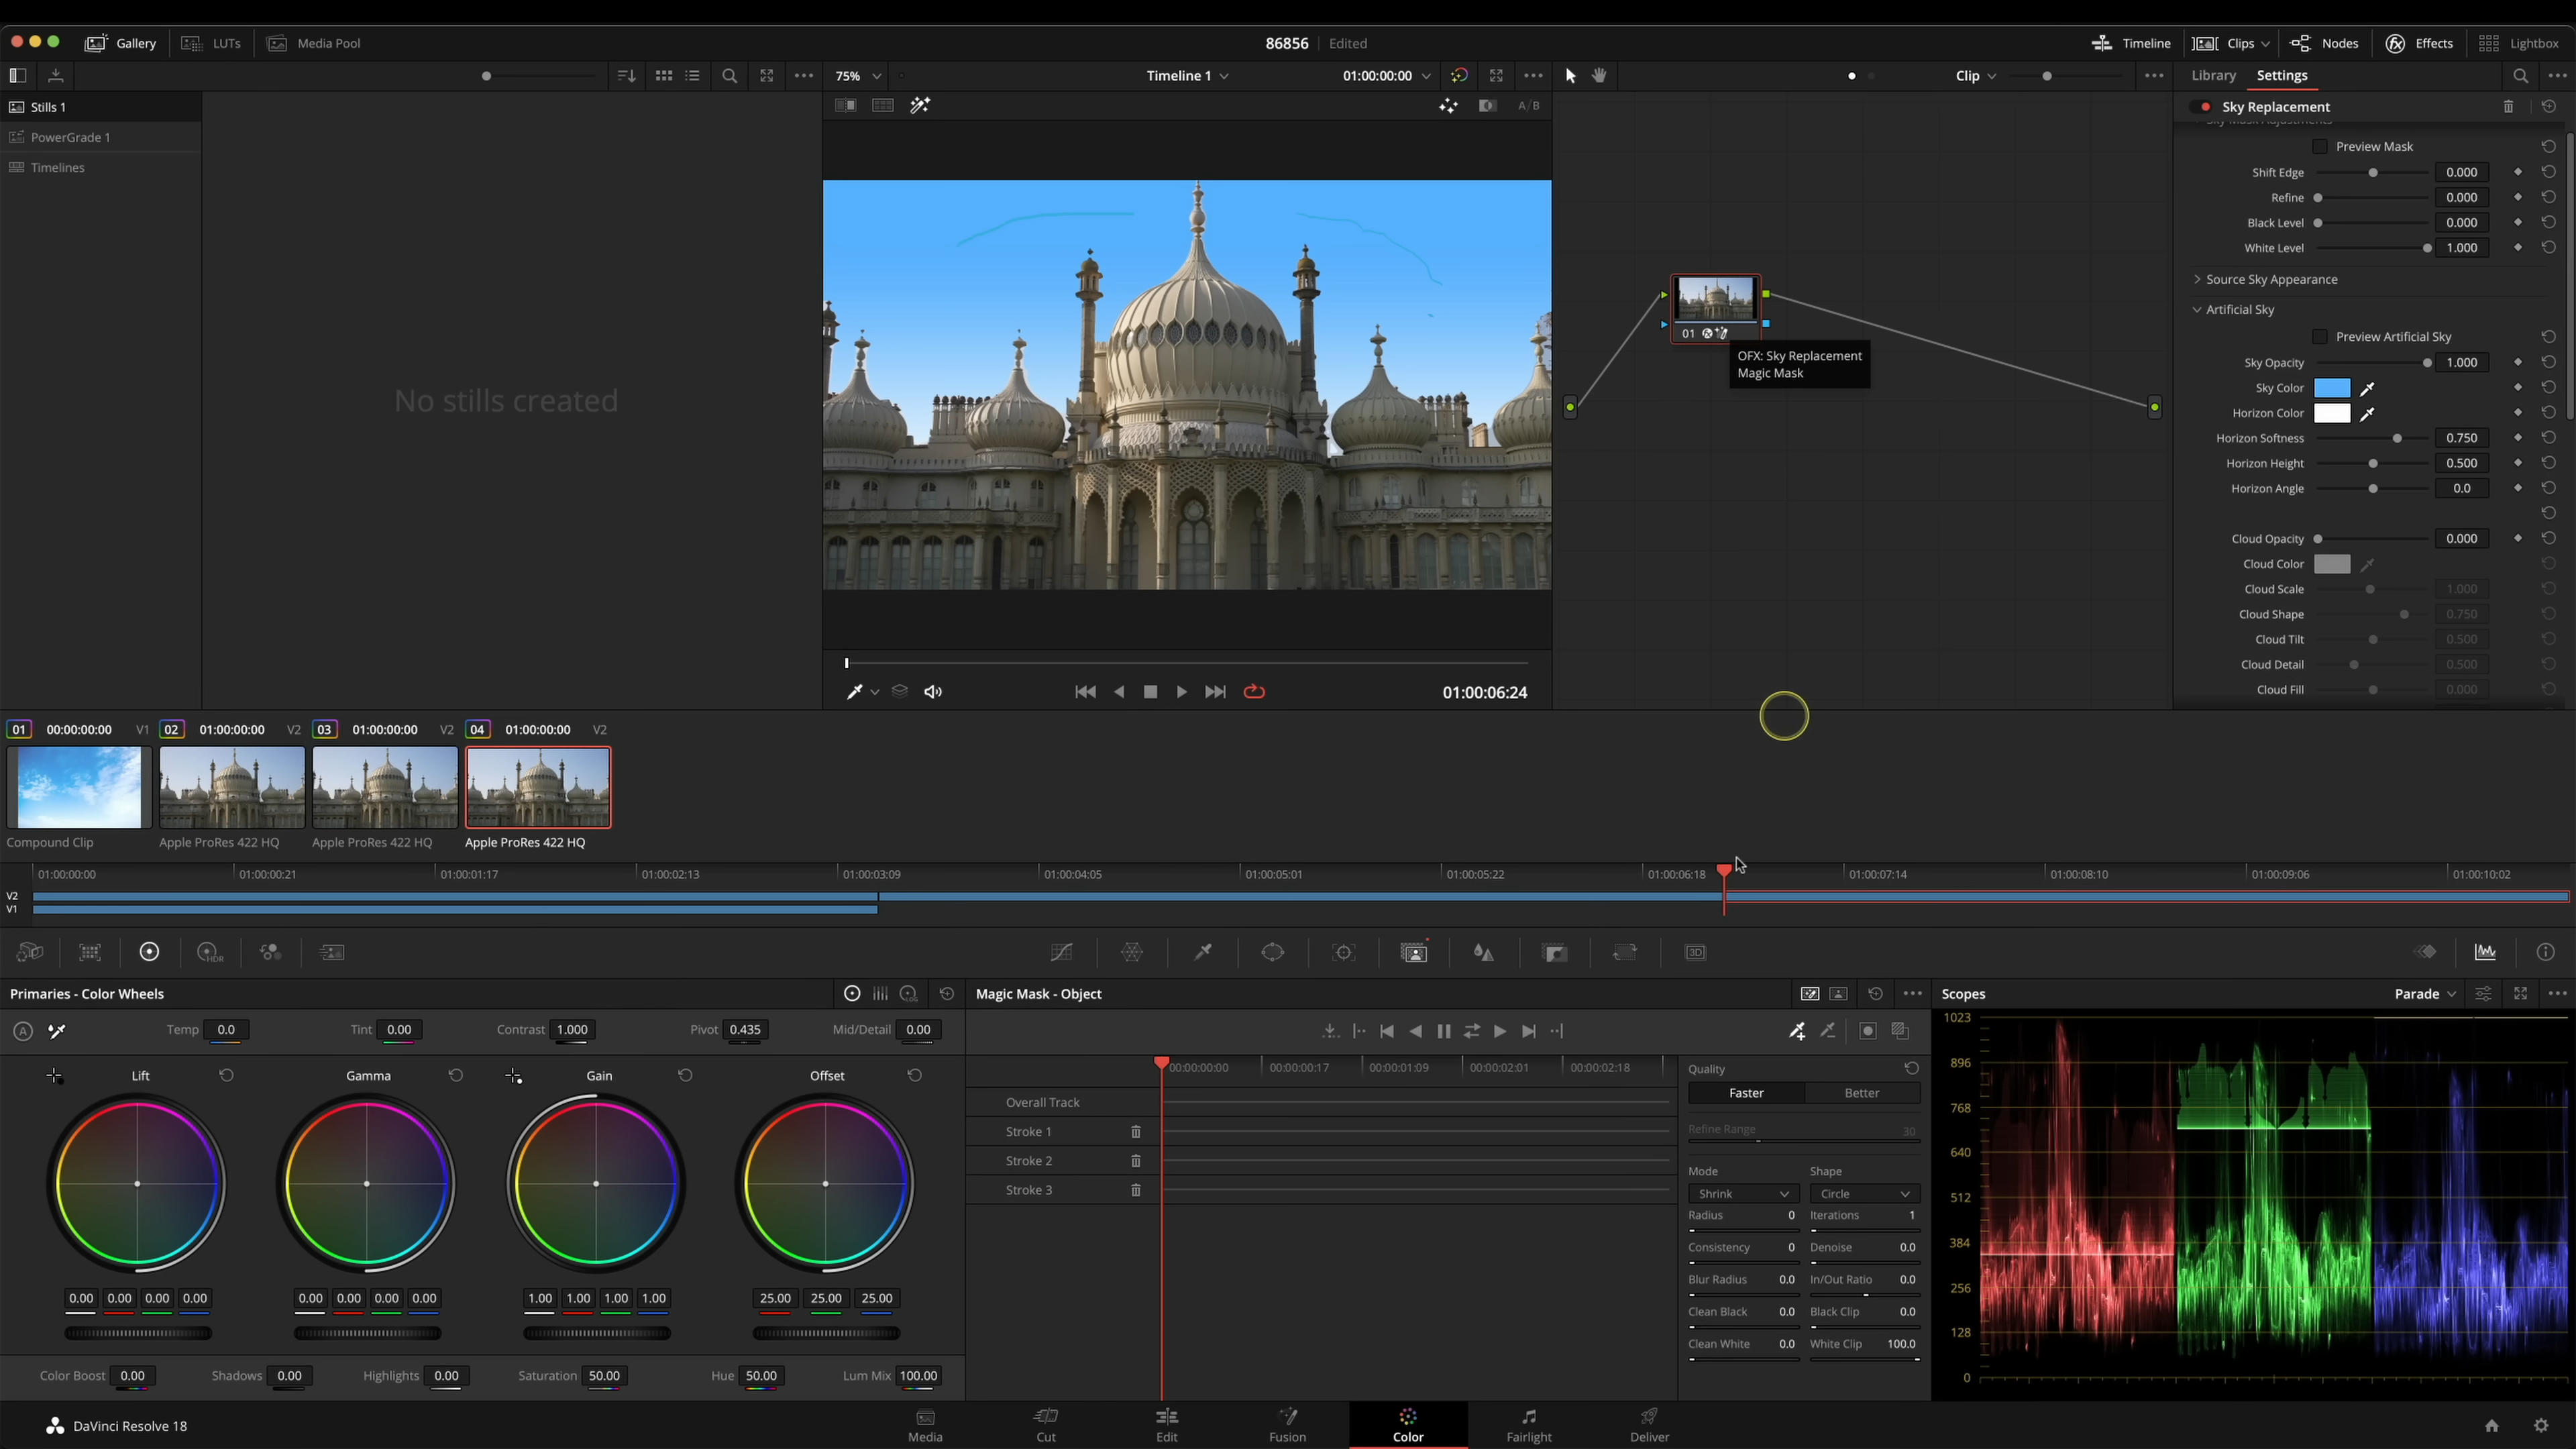 Gallery LUTs Media Pool 86856 Edited Timeline Clips Nodes Effects Lightbox
75% Timeline 1 01:00:00:00 Clip Library Settings
Stills 1
PowerGrade 1
Timelines
No stills created
A/B
01:00:06:24
01
OFX: Sky Replacement
Magic Mask
Sky Replacement
Sky Mask Adjustments
Preview Mask
Shift Edge 0.000
Refine 0.000
Black Level 0.000
White Level 1.000
Source Sky Appearance
Artificial Sky
Preview Artificial Sky
Sky Opacity 1.000
Sky Color
Horizon Color
Horizon Softness 0.750
Horizon Height 0.500
Horizon Angle 0.0
Cloud Opacity 0.000
Cloud Color
Cloud Scale 1.000
Cloud Shape 0.750
Cloud Tilt 0.500
Cloud Detail 0.500
Cloud Fill 0.000
01 00:00:00:00 V1 02 01:00:00:00 V2 03 01:00:00:00 V2 04 01:00:00:00 V2
Compound Clip Apple ProRes 422 HQ Apple ProRes 422 HQ Apple ProRes 422 HQ
01:00:00:00 01:00:00:21 01:00:01:17 01:00:02:13 01:00:03:09 01:00:04:05 01:00:05:01 01:00:05:22 01:00:06:18 01:00:07:14 01:00:08:10 01:00:09:06 01:00:10:02
V2
V1
HDR 3D
Primaries - Color Wheels
LOG
A Temp 0.0 Tint 0.00 Contrast 1.000 Pivot 0.435 Mid/Detail 0.00
Lift Gamma Gain Offset
0.00 0.00 0.00 0.00 0.00 0.00 0.00 0.00 1.00 1.00 1.00 1.00 25.00 25.00 25.00
Color Boost 0.00 Shadows 0.00 Highlights 0.00 Saturation 50.00 Hue 50.00 Lum Mix 100.00
Magic Mask - Object
00:00:00:00 00:00:00:17 00:00:01:09 00:00:02:01 00:00:02:18
Overall Track
Stroke 1
Stroke 2
Stroke 3
Quality
Faster Better
Refine Range 30
Mode Shape
Shrink Circle
Radius 0 Iterations 1
Consistency 0 Denoise 0.0
Blur Radius 0.0 In/Out Ratio 0.0
Clean Black 0.0 Black Clip 0.0
Clean White 0.0 White Clip 100.0
Scopes Parade
1023
896
768
640
512
384
256
128
0
DaVinci Resolve 18 Media Cut Edit Fusion Color Fairlight Deliver